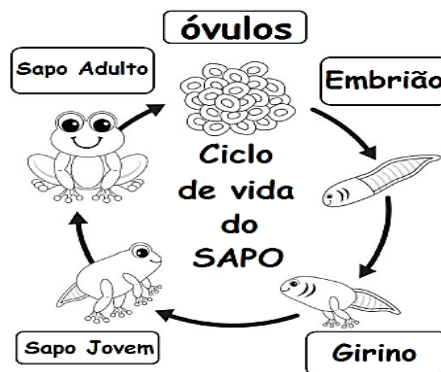 óvulos
Sapo Adulto
Embrião
Ciclo
de vida
do
SAPO
Sapo Jovem
Girino